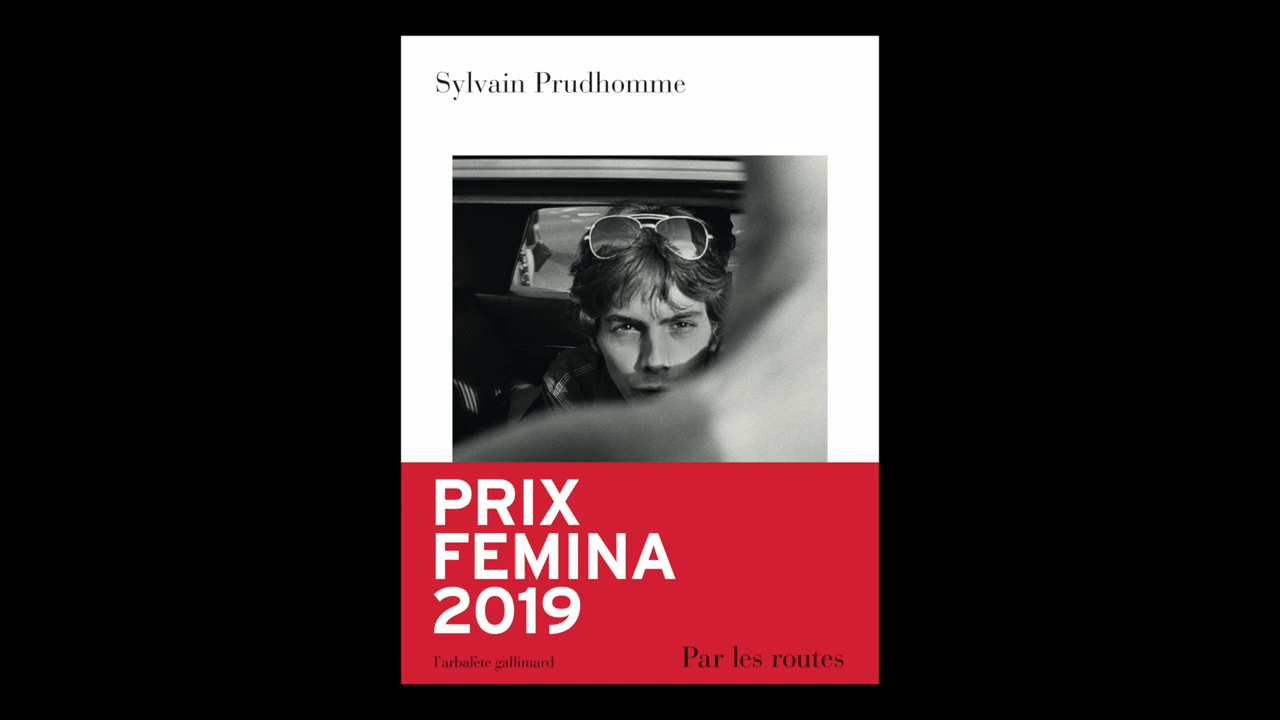 Sylvain Prudhomme
PRIX
FEMINA
2019
l'arbalète gallimard
Par les routes